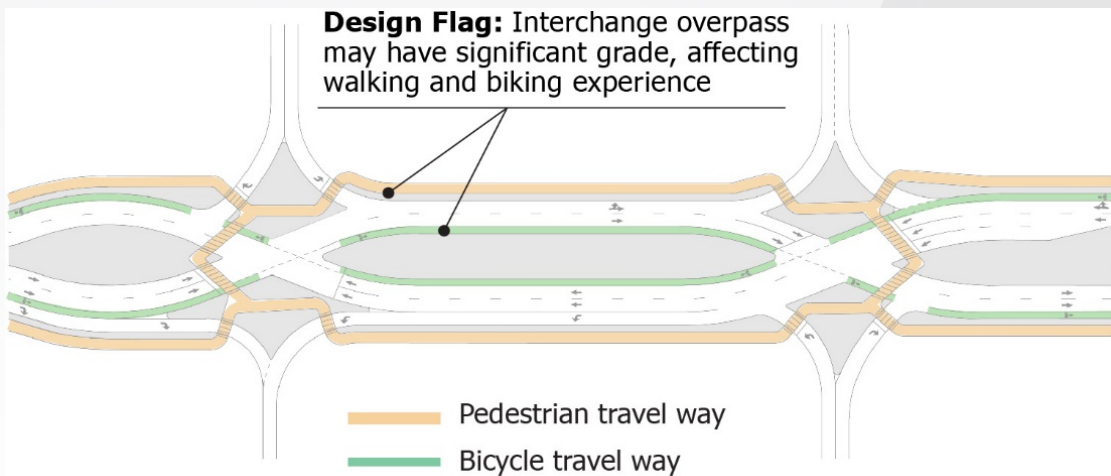 Design Flag: Interchange overpass
may have significant grade, affecting
walking and biking experience
Pedestrian travel way
Bicycle travel way